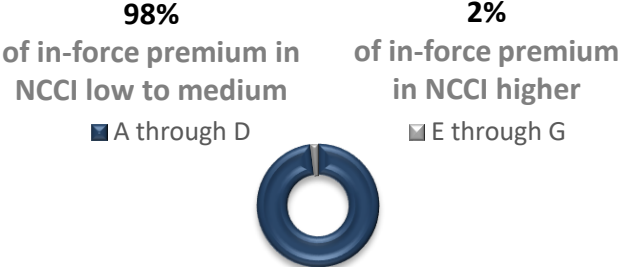 98%
of in-force premium in
NCCI low to medium
A through D
2%
of in-force premium
in NCCI higher
E through G